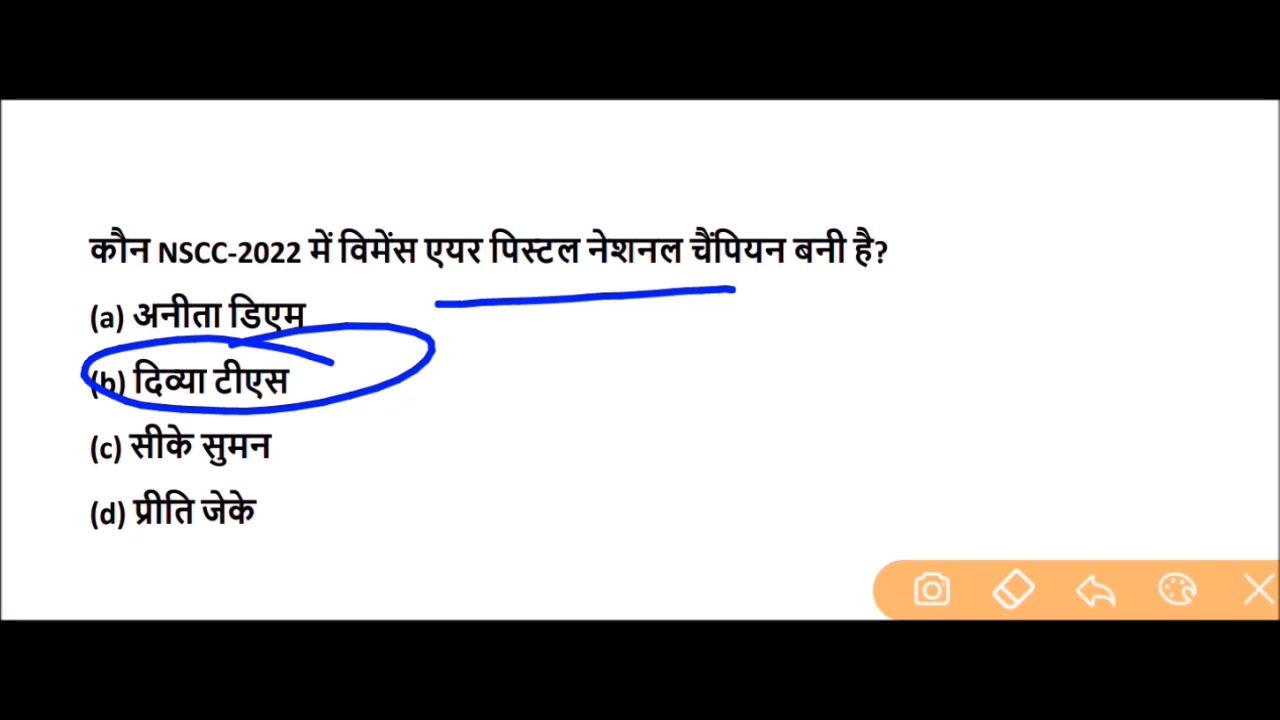 कौन NSCC-2022 में विमेंस एयर पिस्टल नेशनल चैंपियन बनी है?
(a) अनीता डिएम
(b) दिव्या टीएस
(c) सीके सुमन
(d) प्रीति जेके